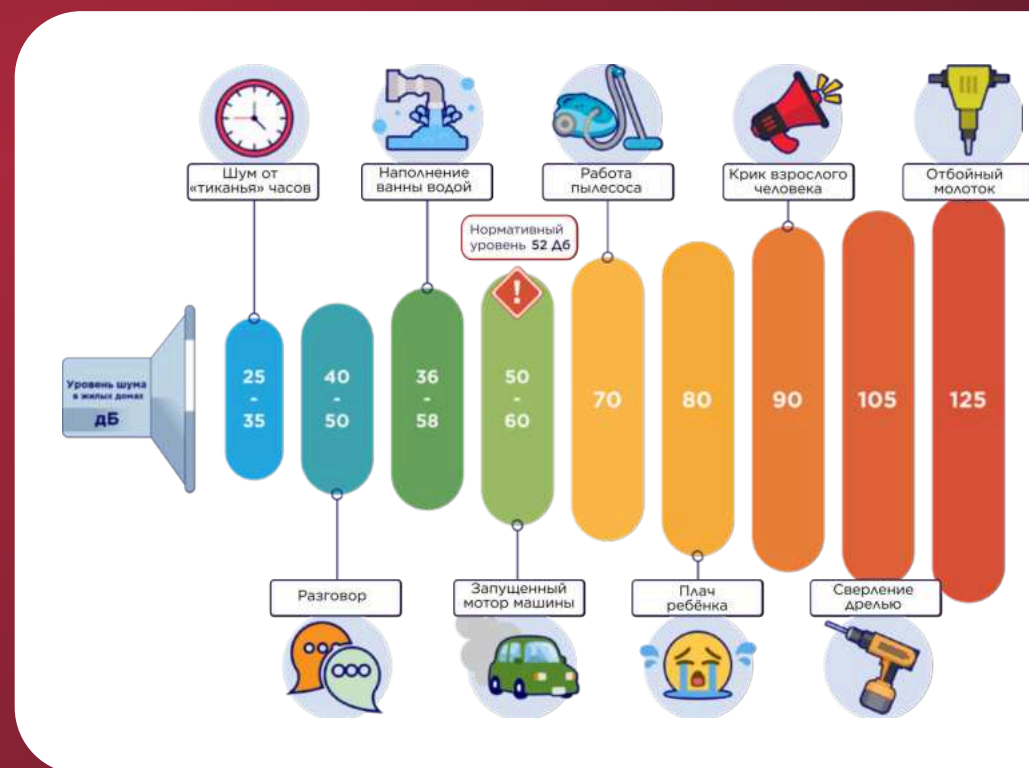 Шум от
«тиканья» часов
Наполнение
ванны водой
Работа
пылесоса
Крик взрослого
человека
Отбойный
молоток
Нормативный
уровень 52 Дб
Уровень шума
в жилых домах
дБ
25
-
35
40
-
50
36
-
58
50
-
60
70
80
90
105
125
Разговор
Запущенный
мотор машины
Плач
ребёнка
Сверление
дрелью